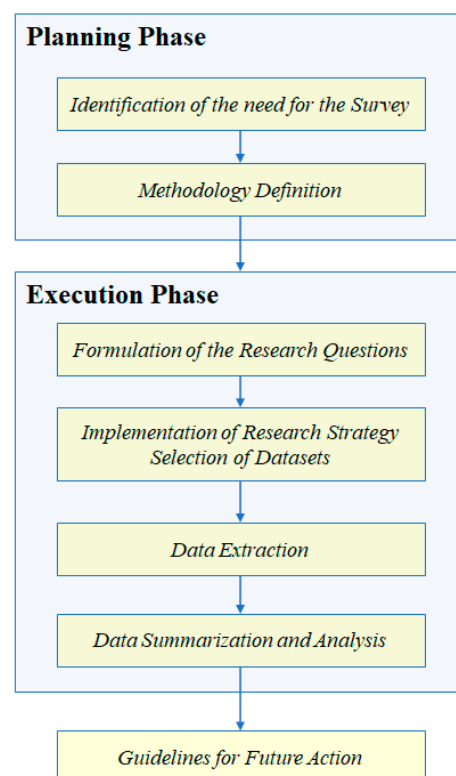 Planning Phase
Identification of the need for the Survey
Methodology Definition
Execution Phase
Formulation of the Research Questions
Implementation of Research Strategy
Selection of Datasets
Data Extraction
Data Summarization and Analysis
Guidelines for Future Action